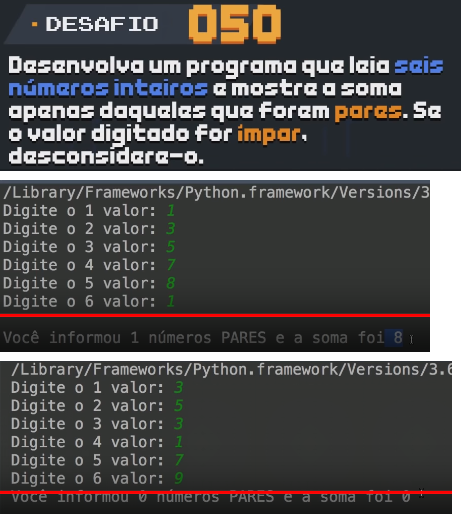 DESAFIO 050
Desenvolva um programa que leia seis
números inteiros e mostre a soma
apenas daqueles que forem pares. Se
o valor digitado for ímpar,
desconsidere-o.
/Library/Frameworks/Python.framework/Versions/3
Digite o 1 valor: 1
Digite o 2 valor: 3
Digite o 3 valor: 5
Digite o 4 valor: 7
Digite o 5 valor: 8
Digite o 6 valor: 1
Você informou 1 números PARES e a soma foi 8
/Library/Frameworks/Python.framework/Versions/3.6
Digite o 1 valor: 3
Digite o 2 valor: 5
Digite o 3 valor: 3
Digite o 4 valor: 1
Digite o 5 valor: 7
Digite o 6 valor: 9
Você informou 0 números PARES e a soma foi 0